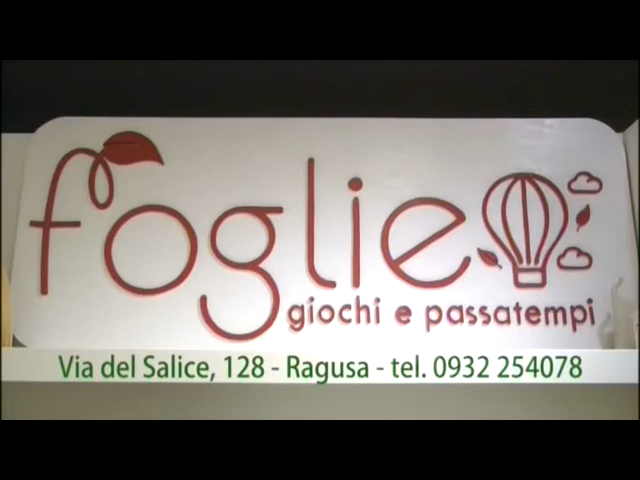 foglie
giochi e passatempi
Via del Salice, 128 - Ragusa - tel. 0932 254078